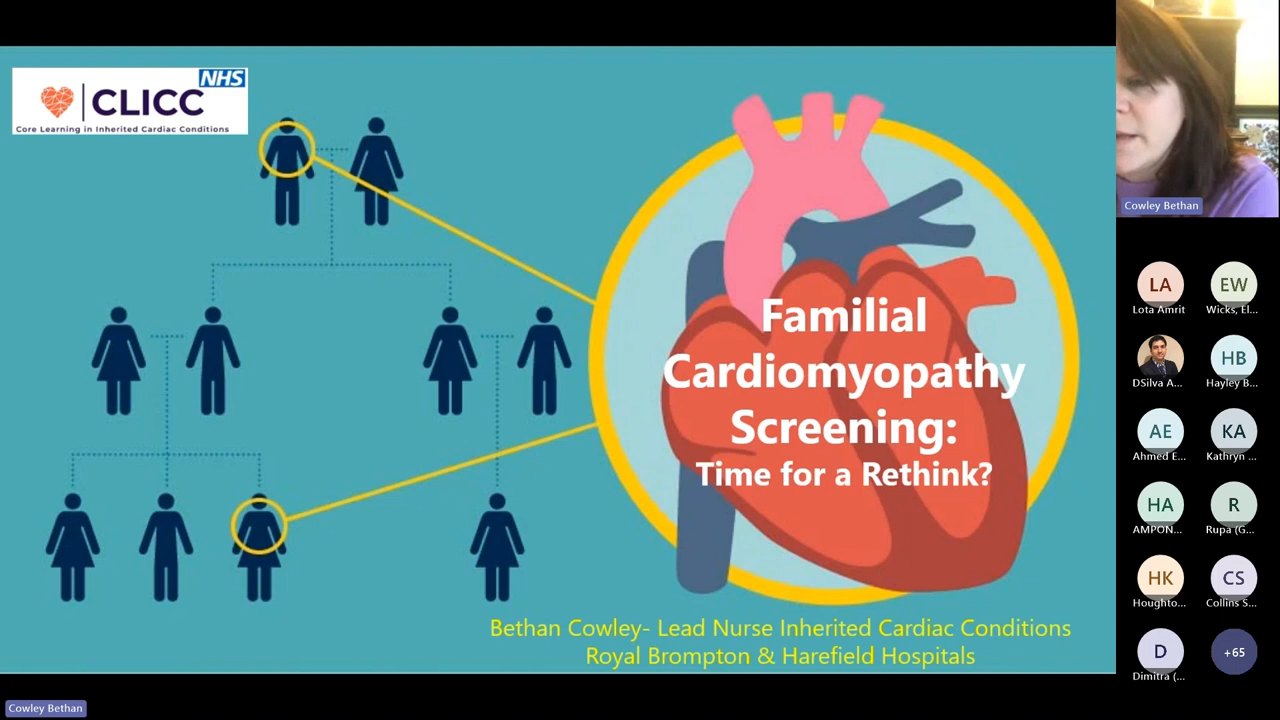 NHS
CLICC
Core Learning in Inherited Cardiac Conditions
Familial
Cardiomyopathy
Screening:
Time for a Rethink?
Bethan Cowley- Lead Nurse Inherited Cardiac Conditions
Royal Brompton & Harefield Hospitals
Cowley Bethan
Cowley Bethan
LA
EW
Lota Amrit
Wicks, El...
HB
DSilva A...
Hayley B...
AE
KA
Ahmed E...
Kathryn ...
HA
R
AMPON...
Rupa (G...
HK
CS
Houghto...
Collins S...
D
+65
Dimitra (...